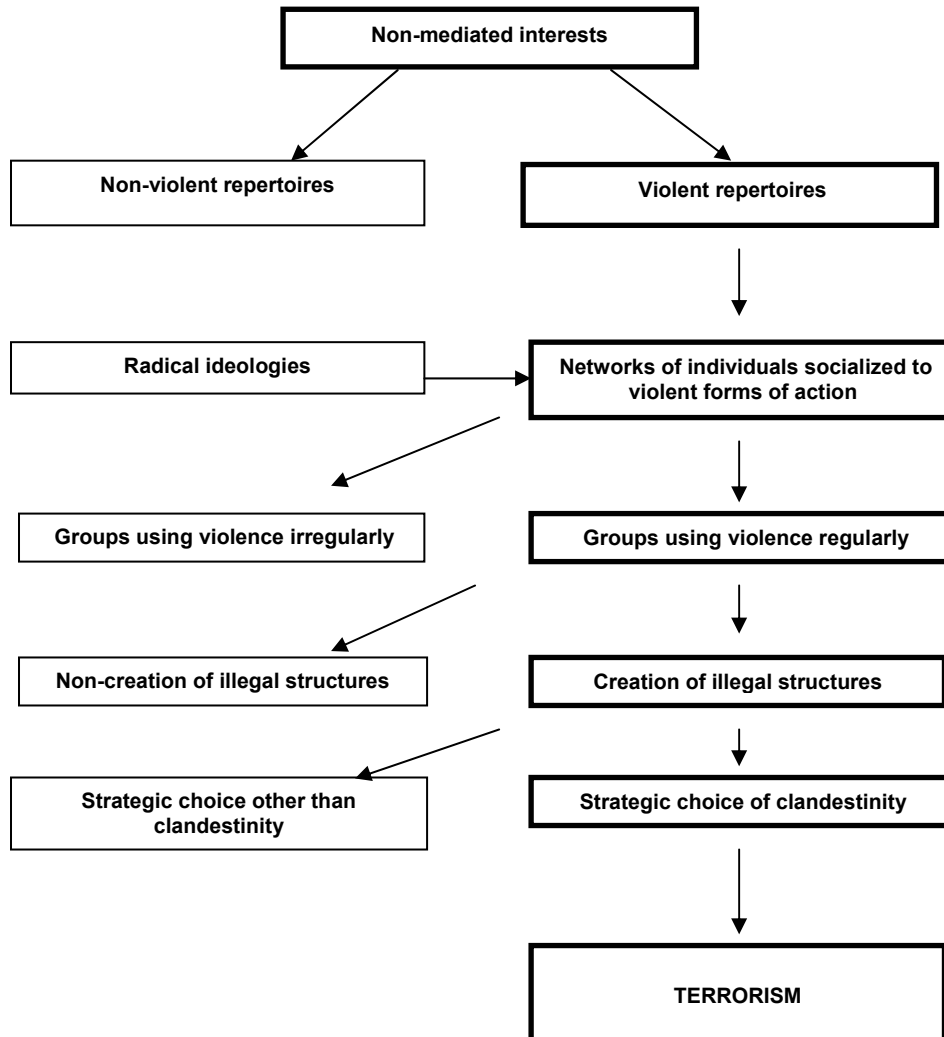 Non-mediated interests
Non-violent repertoires
Violent repertoires
Radical ideologies
Networks of individuals socialized to
violent forms of action
Groups using violence irregularly
Groups using violence regularly
Non-creation of illegal structures
Creation of illegal structures
Strategic choice other than
clandestinity
Strategic choice of clandestinity
TERRORISM